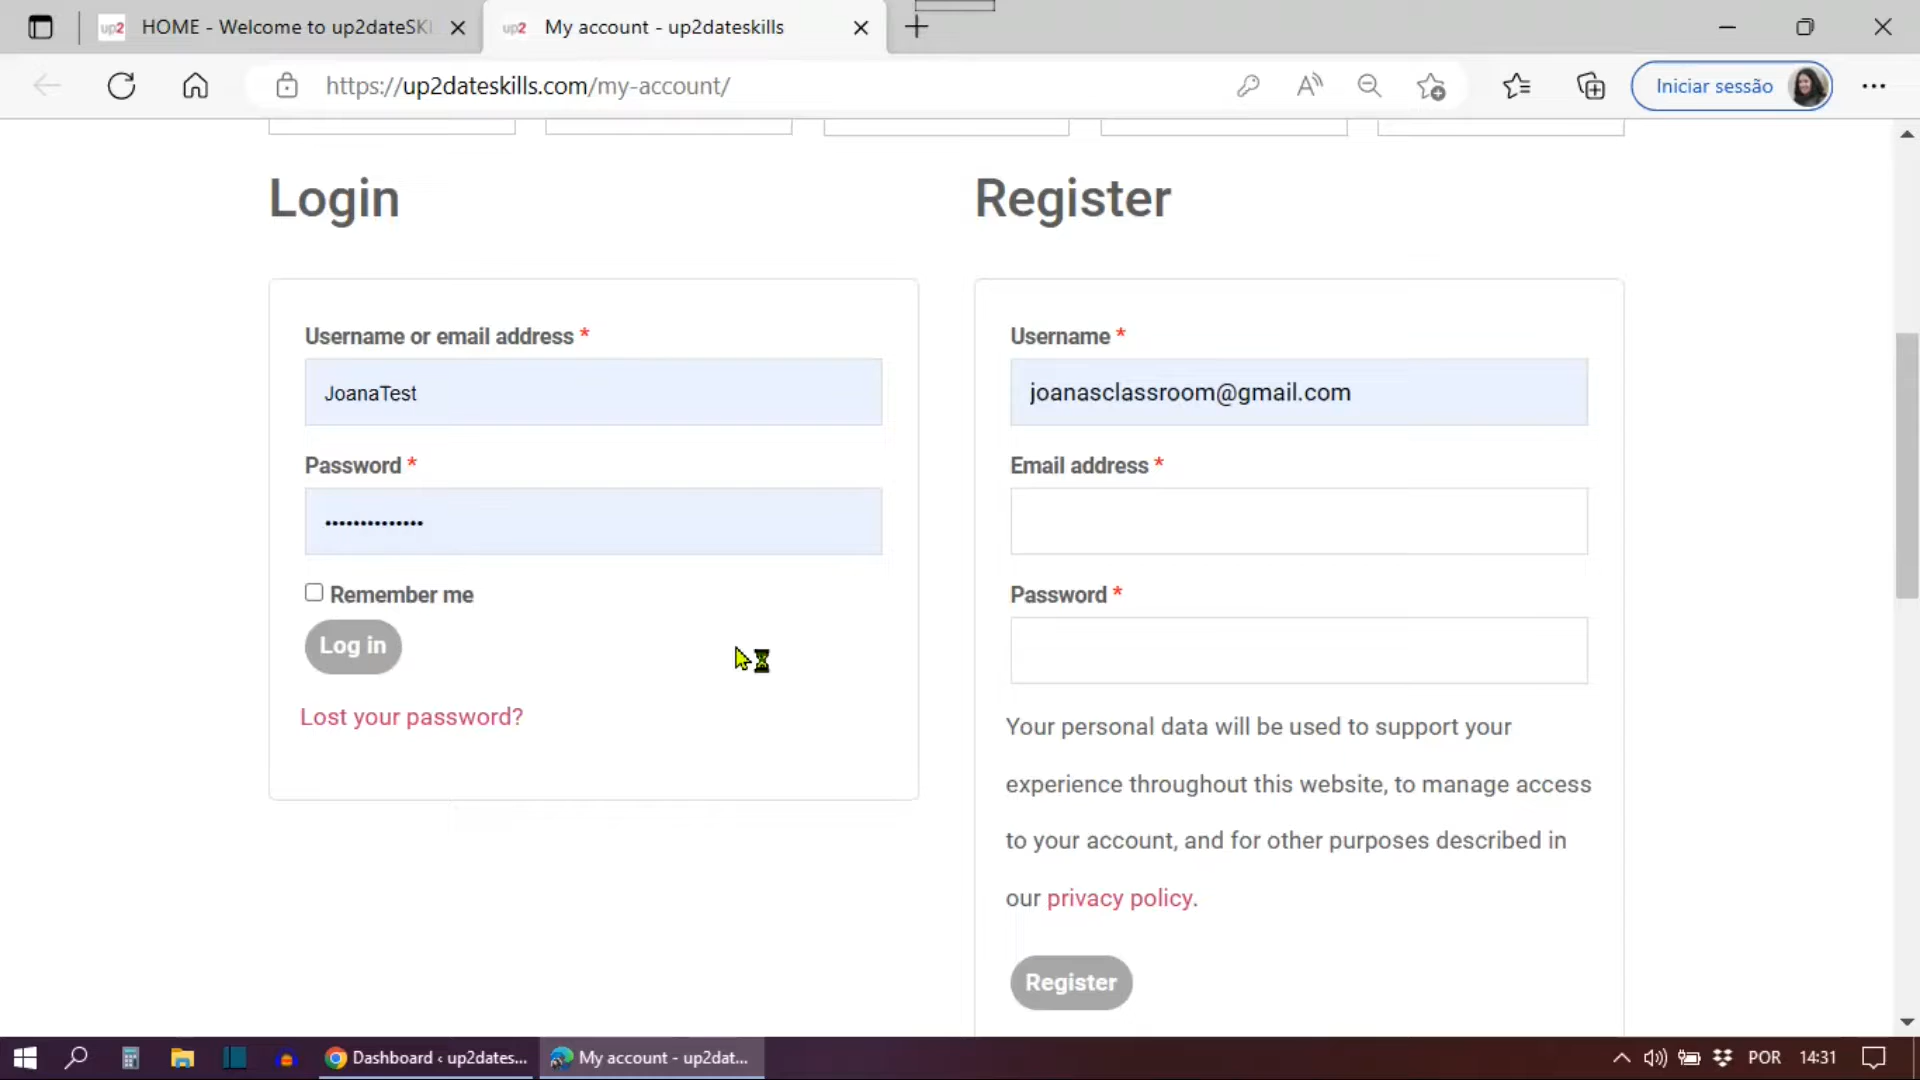 up2 HOME - Welcome to up2dateSKI
up2 My account - up2dateskills
https://up2dateskills.com/my-account/
Iniciar sessão
Login
Register
Username or email address *
JoanaTest
Password *
••••••••••••••
Remember me
Log in
Lost your password?
Username *
joanasclassroom@gmail.com
Email address *
Password *
Your personal data will be used to support your
experience throughout this website, to manage access
to your account, and for other purposes described in
our privacy policy.
Register
Dashboard ‹ up2dates...
My account - up2dat...
POR
14:31